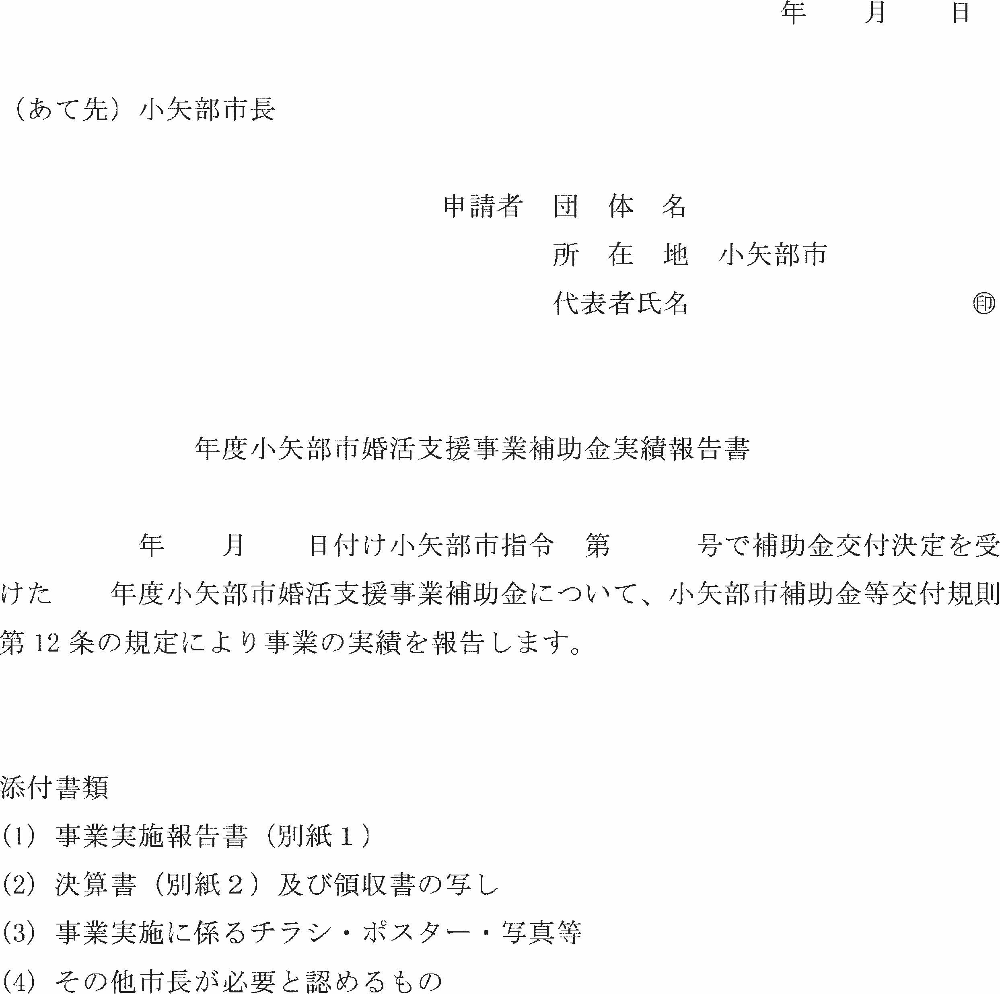 年　　月　　日
（あて先）小矢部市長
申請者　団　体　名
所　在　地　小矢部市
代表者氏名　　　　　　　　　　㊞
年度小矢部市婚活支援事業補助金実績報告書
年　　月　　日付け小矢部市指令　第　　　号で補助金交付決定を受
けた　　年度小矢部市婚活支援事業補助金について、小矢部市補助金等交付規則
第 12 条の規定により事業の実績を報告します。
添付書類
(1) 事業実施報告書（別紙１）
(2) 決算書（別紙２）及び領収書の写し
(3) 事業実施に係るチラシ・ポスター・写真等
(4) その他市長が必要と認めるもの